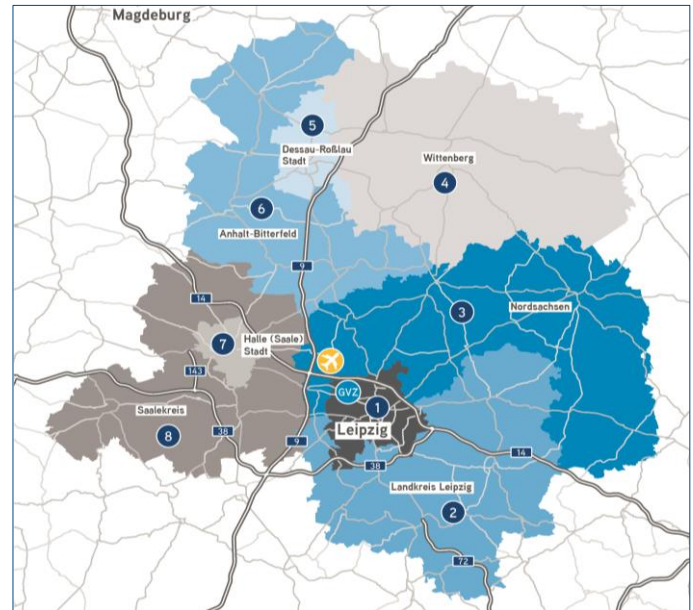 Magdeburg
5
Dessau-Roßlau
Stadt
Wittenberg
4
6
Anhalt-Bitterfeld
9
14
3
Nordsachsen
7
Halle (Saale)
Stadt
143
GVZ
1
Leipzig
Saalekreis
8
38
9
38
14
Landkreis Leipzig
2
72